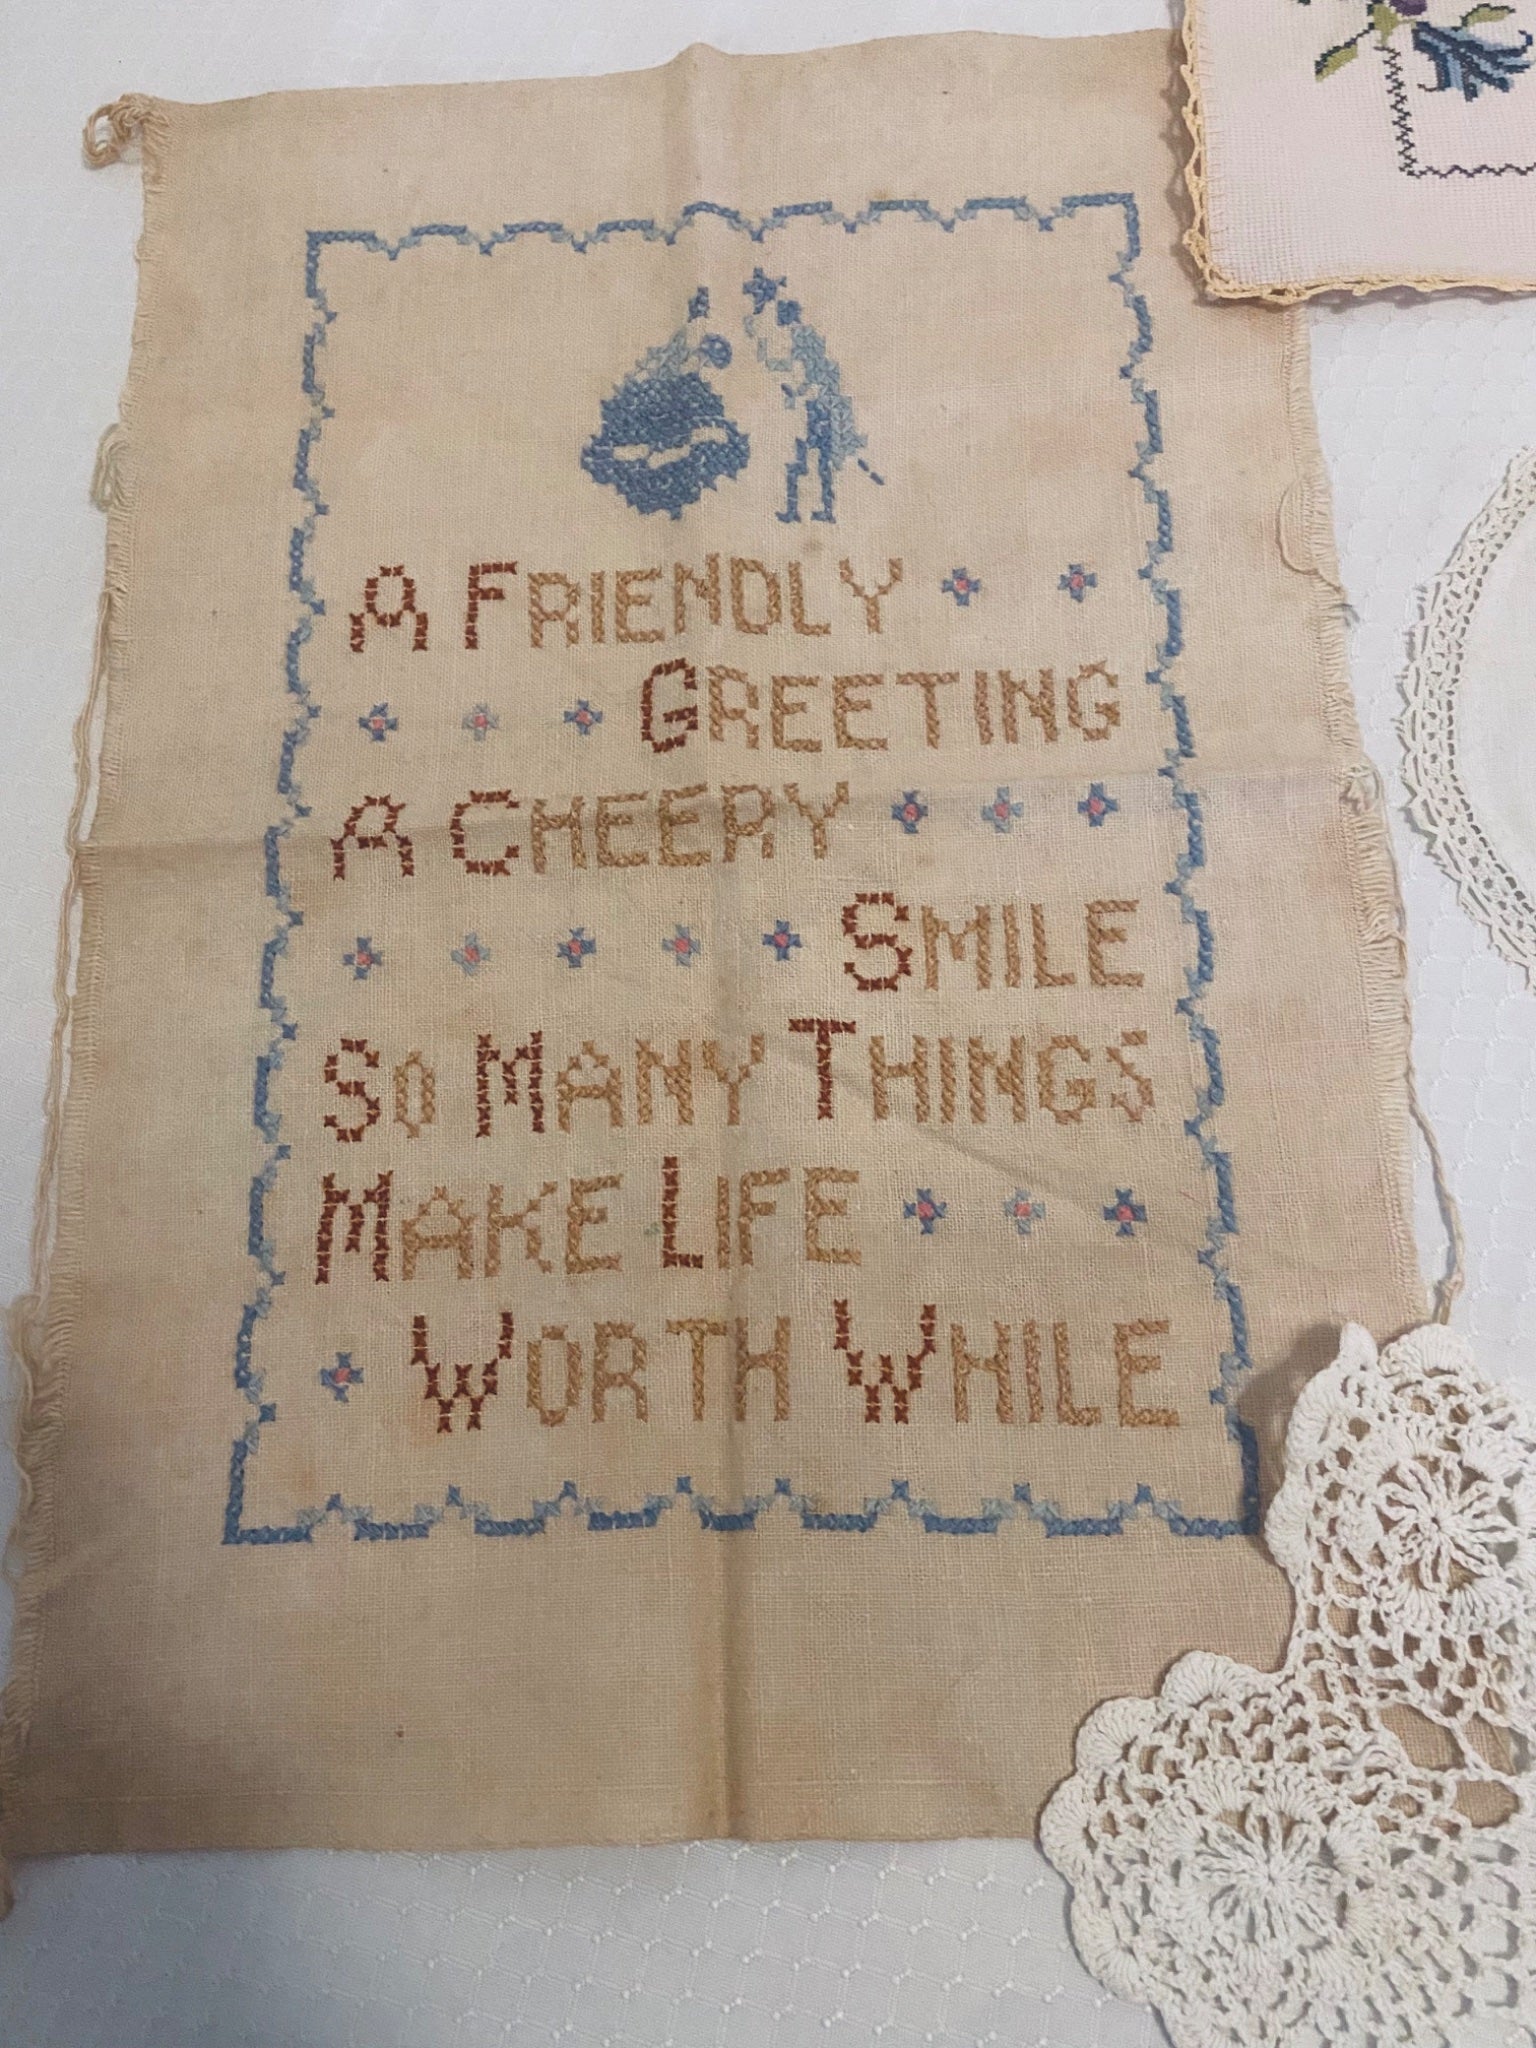 A FRIENDLY
GREETING
A CHEERY
SMILE
SO MANY THINGS
MAKE LIFE
WORTH WHILE